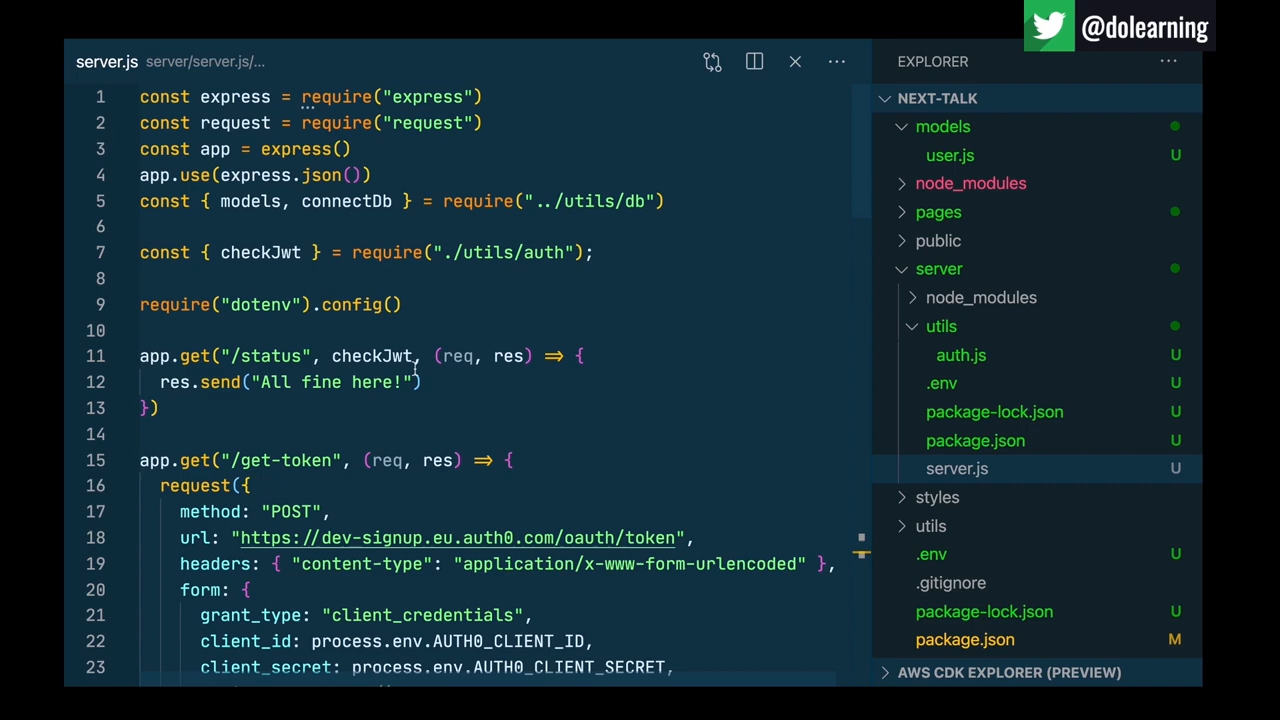 @dolearning
server.js server/server.js/...
1 const express = require("express")
2 const request = require("request")
3 const app = express()
4 app.use(express.json())
5 const { models, connectDb } = require("../utils/db")
6
7 const { checkJwt } = require("./utils/auth");
8
9 require("dotenv").config()
10
11 app.get("/status", checkJwt, (req, res) => {
12 res.send("All fine here!")
13 })
14
15 app.get("/get-token", (req, res) => {
16 request({
17 method: "POST",
18 url: "https://dev-signup.eu.auth0.com/oauth/token",
19 headers: { "content-type": "application/x-www-form-urlencoded" },
20 form: {
21 grant_type: "client_credentials",
22 client_id: process.env.AUTH0_CLIENT_ID,
23 client_secret: process.env.AUTH0_CLIENT_SECRET,
EXPLORER ...
NEXT-TALK
models
user.js U
node_modules
pages
public
server
node_modules
utils
auth.js U
.env U
package-lock.json U
package.json U
server.js U
styles
utils
.env U
.gitignore
package-lock.json U
package.json M
AWS CDK EXPLORER (PREVIEW)